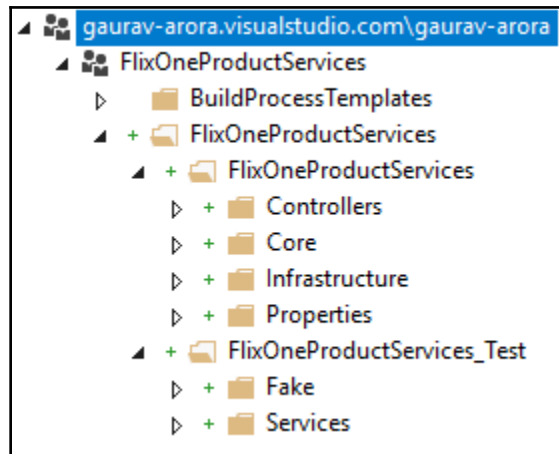 gaurav-arora.visualstudio.com\gaurav-arora
FlixOneProductServices
BuildProcessTemplates
+ FlixOneProductServices
+ FlixOneProductServices
+ Controllers
+ Core
+ Infrastructure
+ Properties
+ FlixOneProductServices_Test
+ Fake
+ Services